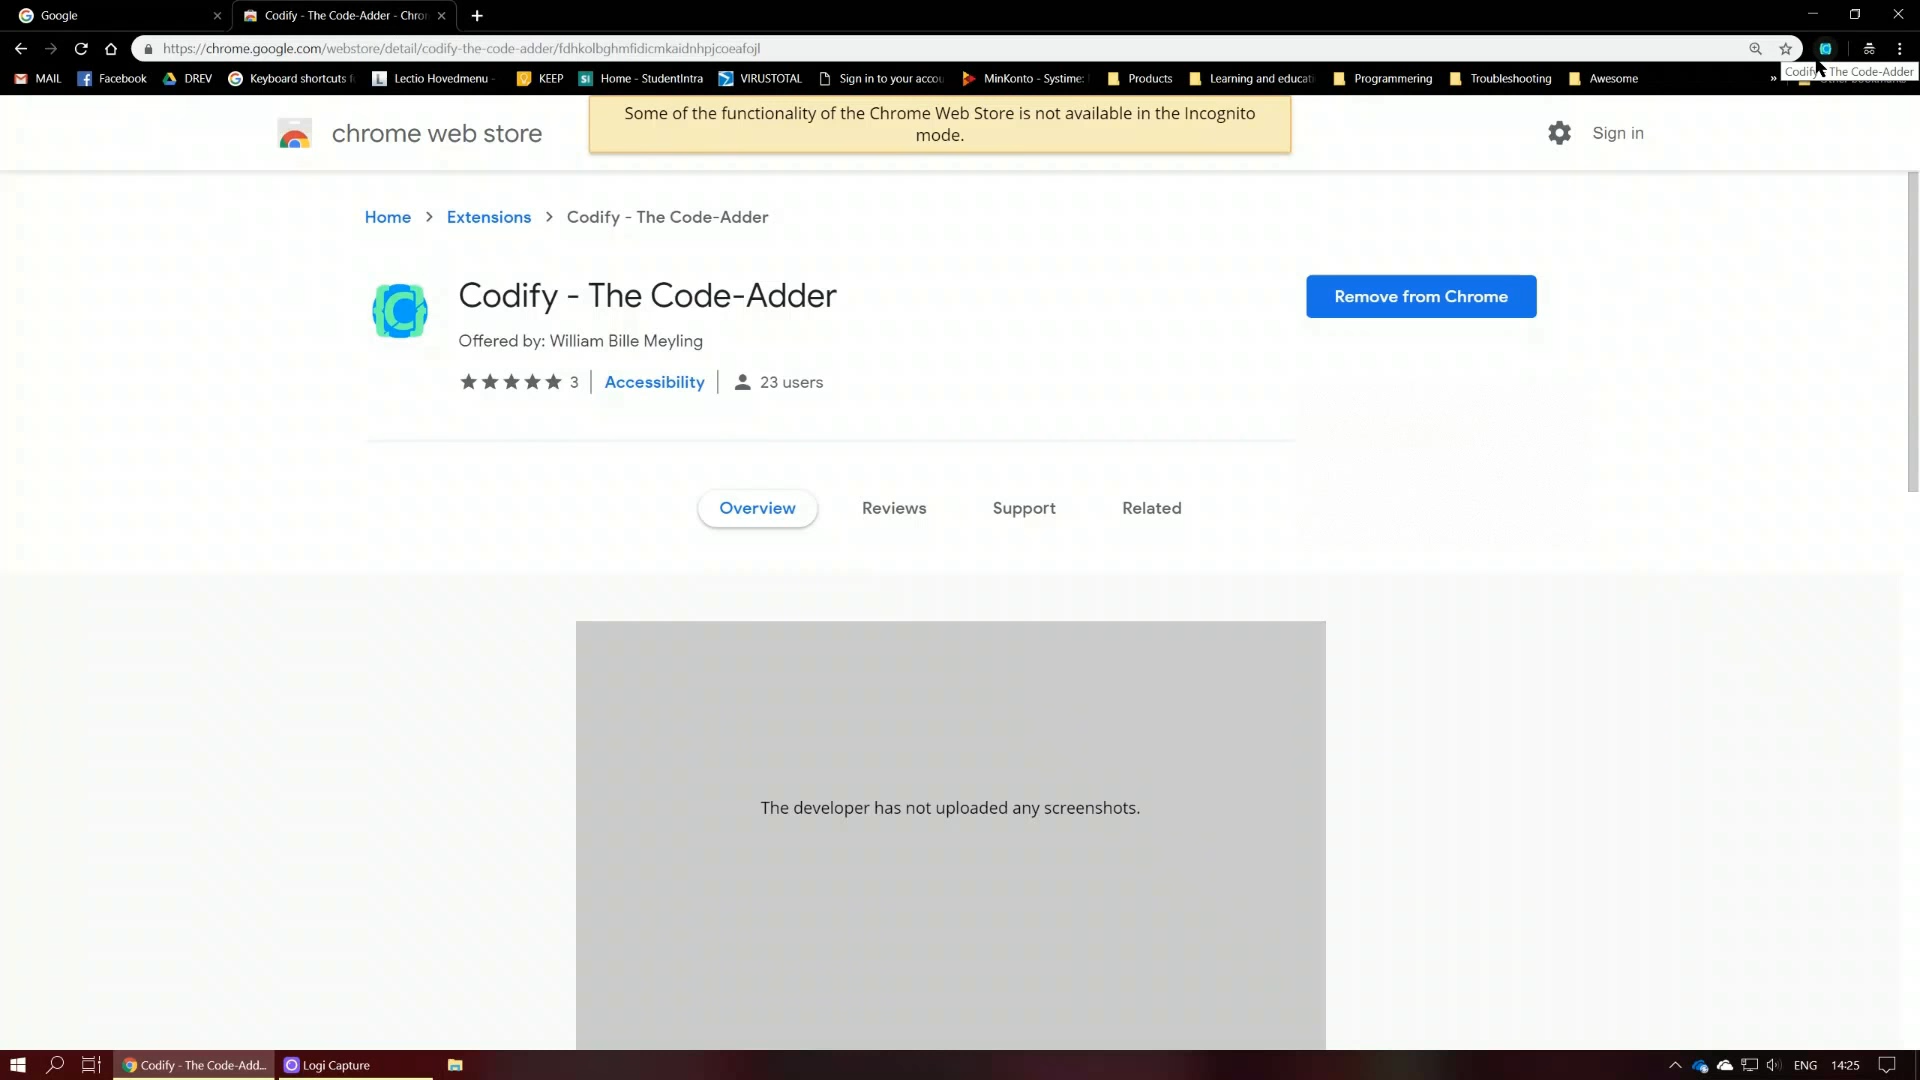 Google
Codify - The Code-Adder - Chro
https://chrome.google.com/webstore/detail/codify-the-code-adder/fdhkolbghmfidicmkaidnhpjcoeafojl
MAIL
Facebook
DREV
Keyboard shortcuts f
Lectio Hovedmenu -
KEEP
Home - StudentIntra
VIRUSTOTAL
Sign in to your accou
MinKonto - Systime:
Products
Learning and educati
Programmering
Troubleshooting
Awesome
»
Codify - The Code-Adder
chrome web store
Some of the functionality of the Chrome Web Store is not available in the Incognito
mode.
Sign in
Home > Extensions > Codify - The Code-Adder
Codify - The Code-Adder
Remove from Chrome
Offered by: William Bille Meyling
3 | Accessibility | 23 users
Overview
Reviews
Support
Related
The developer has not uploaded any screenshots.
Codify - The Code-Add...
Logi Capture
ENG
14:25